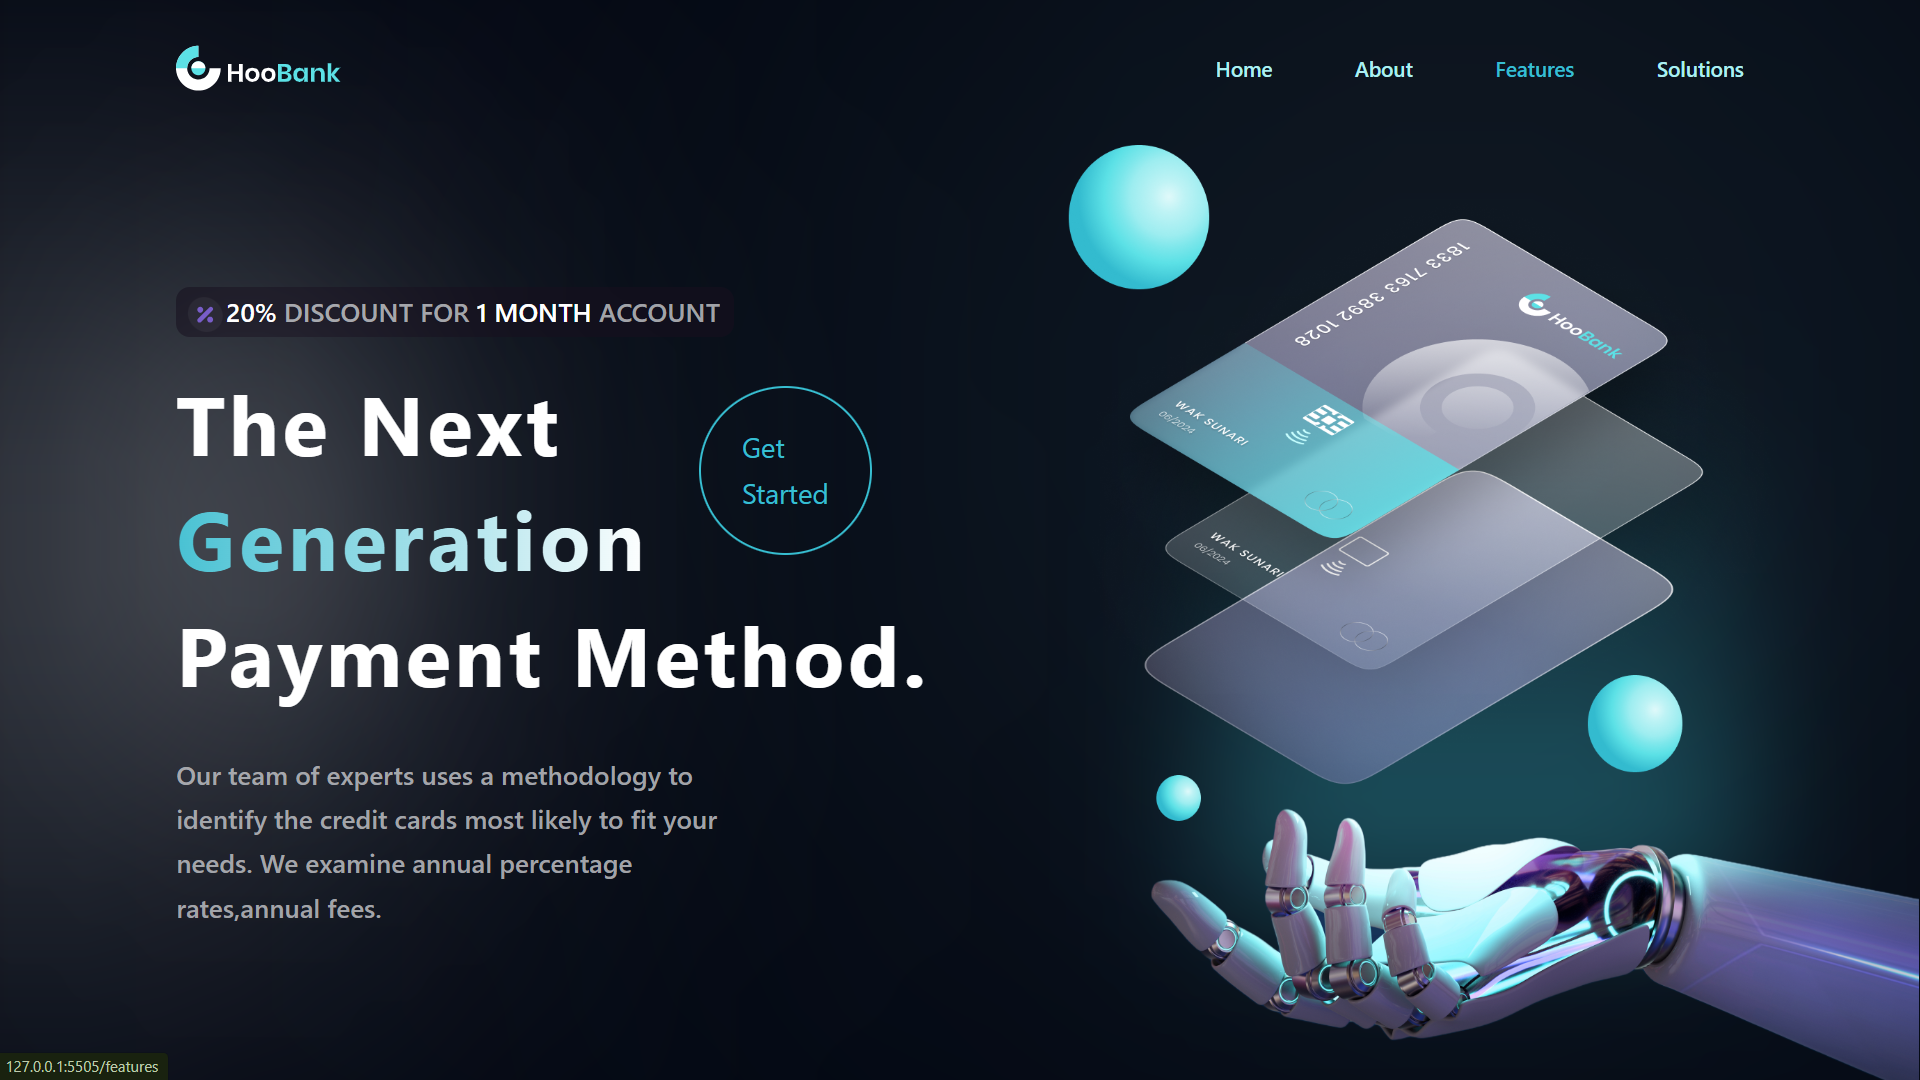 HooBank
Home
About
Features
Solutions
20% DISCOUNT FOR 1 MONTH ACCOUNT
The Next
Generation
Payment Method.
Get
Started
Our team of experts uses a methodology to
identify the credit cards most likely to fit your
needs. We examine annual percentage
rates,annual fees.
1833 7163 3892 1028
HooBank
WAK SUNARI
06/2024
WAK SUNARI
06/2024
127.0.0.1:5505/features